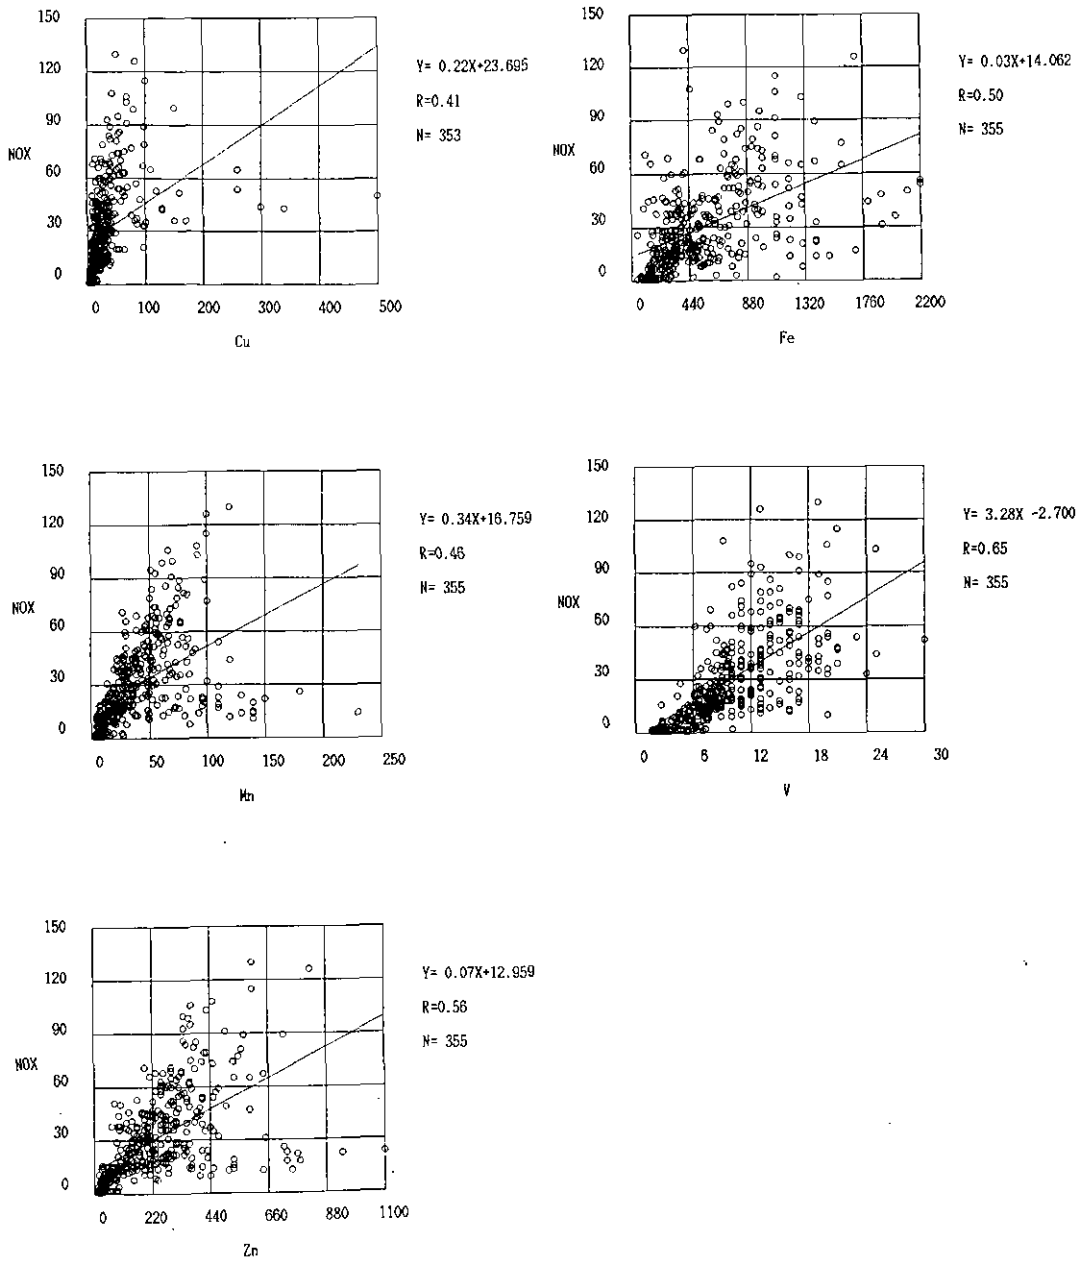 150
120
90
NOX
60
30
0
0 100 200 300 400 500
Cu
Y= 0.22X+23.695
R=0.41
N= 353
150
120
90
NOX
60
30
0
0 440 880 1320 1760 2200
Fe
Y= 0.03X+14.062
R=0.50
N= 355
150
120
90
NOX
60
30
0
0 50 100 150 200 250
Mn
Y= 0.34X+16.759
R=0.46
N= 355
150
120
90
NOX
60
30
0
0 6 12 18 24 30
V
Y= 3.28X -2.700
R=0.65
N= 355
150
120
90
NOX
60
30
0
0 220 440 660 880 1100
Zn
Y= 0.07X+12.959
R=0.56
N= 355